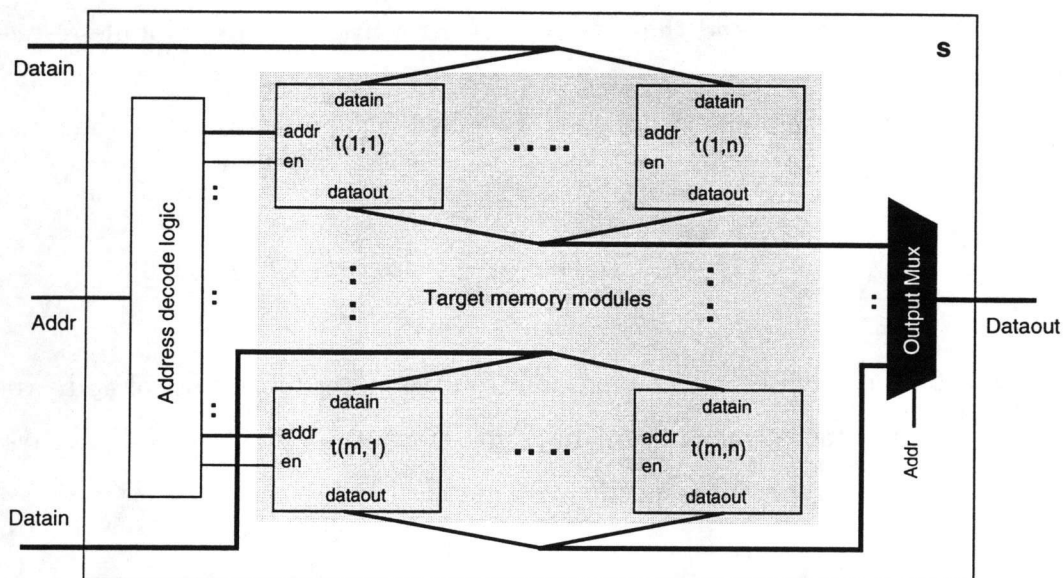 S
Datain
datain
addr
t(1,1)
en
dataout
datain
addr
t(1,n)
en
dataout
Address decode logic
Addr
Target memory modules
Output Mux
Dataout
Addr
datain
addr
t(m,1)
en
dataout
datain
addr
t(m,n)
en
dataout
Datain